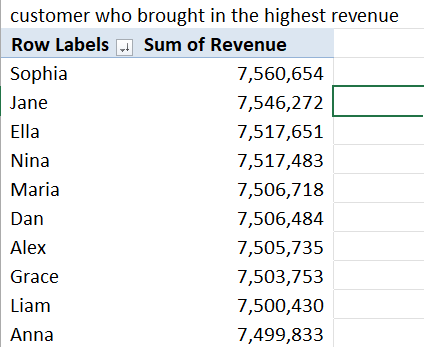 customer who brought in the highest revenue
Row Labels Sum of Revenue
Sophia 7,560,654
Jane 7,546,272
Ella 7,517,651
Nina 7,517,483
Maria 7,506,718
Dan 7,506,484
Alex 7,505,735
Grace 7,503,753
Liam 7,500,430
Anna 7,499,833